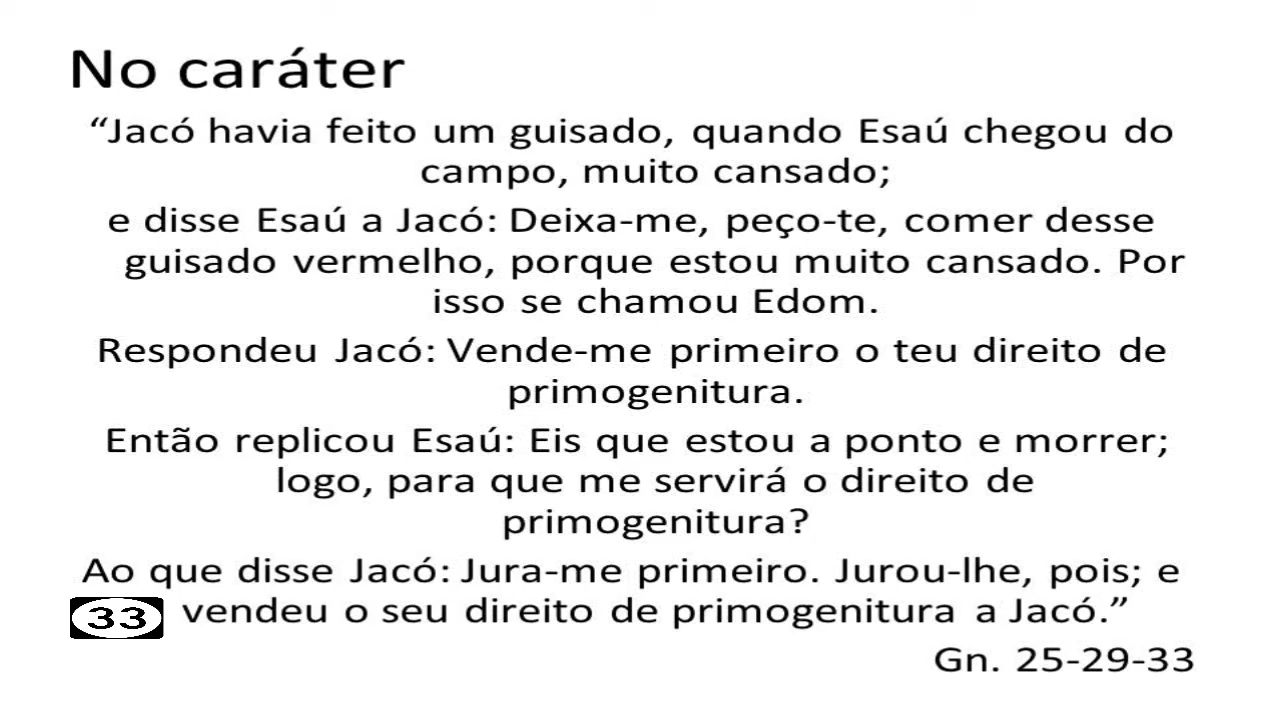 No caráter
“Jacó havia feito um guisado, quando Esaú chegou do
campo, muito cansado;
e disse Esaú a Jacó: Deixa-me, peço-te, comer desse
guisado vermelho, porque estou muito cansado. Por
isso se chamou Edom.
Respondeu Jacó: Vende-me primeiro o teu direito de
primogenitura.
Então replicou Esaú: Eis que estou a ponto e morrer;
logo, para que me servirá o direito de
primogenitura?
Ao que disse Jacó: Jura-me primeiro. Jurou-lhe, pois; e
33 vendeu o seu direito de primogenitura a Jacó.”
Gn. 25-29-33